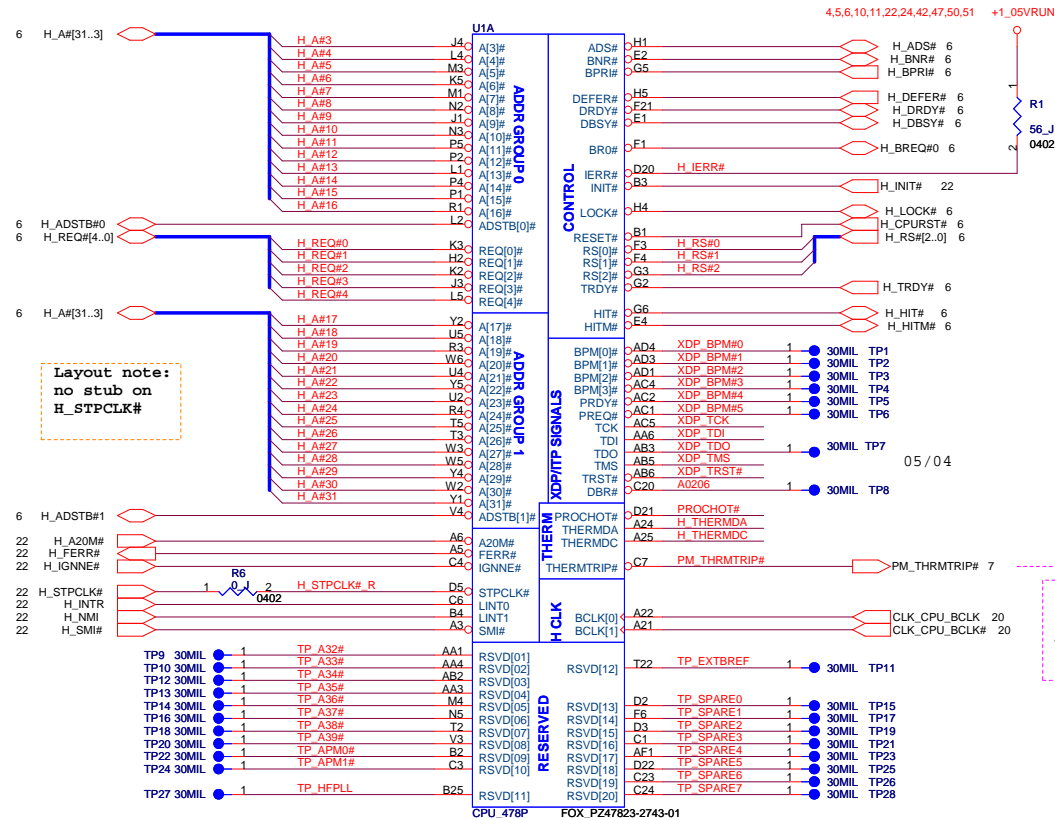 4,5,6,10,11,22,24,42,47,50,51 +1_05VRUN
U1A
6 H_A#[31..3]
H_A#3 J4 A[3]#
H_A#4 L4 A[4]#
H_A#5 M3 A[5]#
H_A#6 K5 A[6]#
H_A#7 M1 A[7]#
H_A#8 N2 A[8]#
H_A#9 J1 A[9]#
H_A#10 N3 A[10]#
H_A#11 P5 A[11]#
H_A#12 P2 A[12]#
H_A#13 L1 A[13]#
H_A#14 P4 A[14]#
H_A#15 P1 A[15]#
H_A#16 R1 A[16]#
6 H_ADSTB#0 L2 ADSTB[0]#
6 H_REQ#[4..0]
H_REQ#0 K3 REQ[0]#
H_REQ#1 H2 REQ[1]#
H_REQ#2 K2 REQ[2]#
H_REQ#3 J3 REQ[3]#
H_REQ#4 L5 REQ[4]#
ADDR GROUP 0
6 H_A#[31..3]
H_A#17 Y2 A[17]#
H_A#18 U5 A[18]#
H_A#19 R3 A[19]#
H_A#20 W6 A[20]#
H_A#21 U4 A[21]#
H_A#22 Y5 A[22]#
H_A#23 U2 A[23]#
H_A#24 R4 A[24]#
H_A#25 T5 A[25]#
H_A#26 T3 A[26]#
H_A#27 W3 A[27]#
H_A#28 W5 A[28]#
H_A#29 Y4 A[29]#
H_A#30 W2 A[30]#
H_A#31 Y1 A[31]#
6 H_ADSTB#1 V4 ADSTB[1]#
ADDR GROUP 1
Layout note:
no stub on
H_STPCLK#
22 H_A20M# A6 A20M#
22 H_FERR# A5 FERR#
22 H_IGNNE# C4 IGNNE#
R6
22 H_STPCLK# 1 0_J 2 H_STPCLK#_R D5 STPCLK#
0402
22 H_INTR C6 LINT0
22 H_NMI B4 LINT1
22 H_SMI# A3 SMI#
TP9 30MIL 1 TP_A32# AA1 RSVD[01]
TP10 30MIL 1 TP_A33# AA4 RSVD[02]
TP12 30MIL 1 TP_A34# AB2 RSVD[03]
TP13 30MIL 1 TP_A35# AA3 RSVD[04]
TP14 30MIL 1 TP_A36# M4 RSVD[05]
TP16 30MIL 1 TP_A37# N5 RSVD[06]
TP18 30MIL 1 TP_A38# T2 RSVD[07]
TP20 30MIL 1 TP_A39# V3 RSVD[08]
TP22 30MIL 1 TP_APM0# B2 RSVD[09]
TP24 30MIL 1 TP_APM1# C3 RSVD[10]
TP27 30MIL 1 TP_HFPLL B25 RSVD[11]
ADS# H1 H_ADS# 6
BNR# E2 H_BNR# 6
BPRI# G5 H_BPRI# 6
DEFER# H5 H_DEFER# 6
DRDY# F21 H_DRDY# 6
DBSY# E1 H_DBSY# 6
BR0# F1 H_BREQ#0 6
IERR# D20 H_IERR#
1 R1
56_J
2 0402
INIT# B3 H_INIT# 22
LOCK# H4 H_LOCK# 6
RESET# B1 H_CPURST# 6
RS[0]# F3 H_RS#0 H_RS#[2..0] 6
RS[1]# F4 H_RS#1
RS[2]# G3 H_RS#2
TRDY# G2 H_TRDY# 6
HIT# G6 H_HIT# 6
HITM# E4 H_HITM# 6
CONTROL
BPM[0]# AD4 XDP_BPM#0 1 30MIL TP1
BPM[1]# AD3 XDP_BPM#1 1 30MIL TP2
BPM[2]# AD1 XDP_BPM#2 1 30MIL TP3
BPM[3]# AC4 XDP_BPM#3 1 30MIL TP4
PRDY# AC2 XDP_BPM#4 1 30MIL TP5
PREQ# AC1 XDP_BPM#5 1 30MIL TP6
TCK AC5 XDP_TCK
TDI AA6 XDP_TDI
TDO AB3 XDP_TDO 1 30MIL TP7
TMS AB5 XDP_TMS
TRST# AB6 XDP_TRST#
DBR# C20 A0206 1 30MIL TP8
XDP/ITP SIGNALS
05/04
PROCHOT# D21 PROCHOT#
THERMDA A24 H_THERMDA
THERMDC A25 H_THERMDC
THERMTRIP# C7 PM_THRMTRIP# PM_THRMTRIP# 7
THERM
BCLK[0] A22 CLK_CPU_BCLK 20
BCLK[1] A21 CLK_CPU_BCLK# 20
H CLK
RSVD[12] T22 TP_EXTBREF 1 30MIL TP11
RSVD[13] D2 TP_SPARE0 1 30MIL TP15
RSVD[14] F6 TP_SPARE1 1 30MIL TP17
RSVD[15] D3 TP_SPARE2 1 30MIL TP19
RSVD[16] C1 TP_SPARE3 1 30MIL TP21
RSVD[17] AF1 TP_SPARE4 1 30MIL TP23
RSVD[18] D22 TP_SPARE5 1 30MIL TP25
RSVD[19] C23 TP_SPARE6 1 30MIL TP26
RSVD[20] C24 TP_SPARE7 1 30MIL TP28
RESERVED
CPU_478P FOX_PZ47823-2743-01